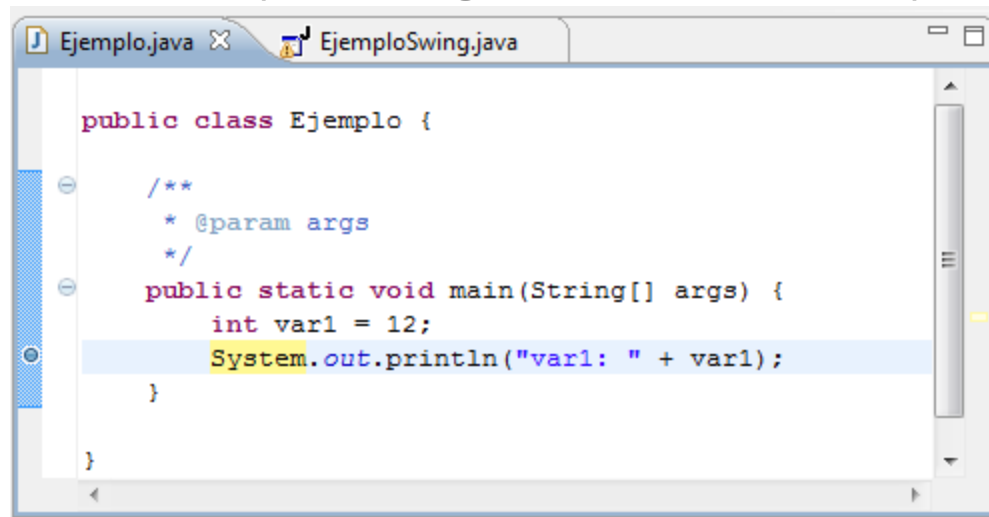 Ejemplo.java EjemploSwing.java
public class Ejemplo {
/**
* @param args
*/
public static void main(String[] args) {
int var1 = 12;
System.out.println("var1: " + var1);
}
}